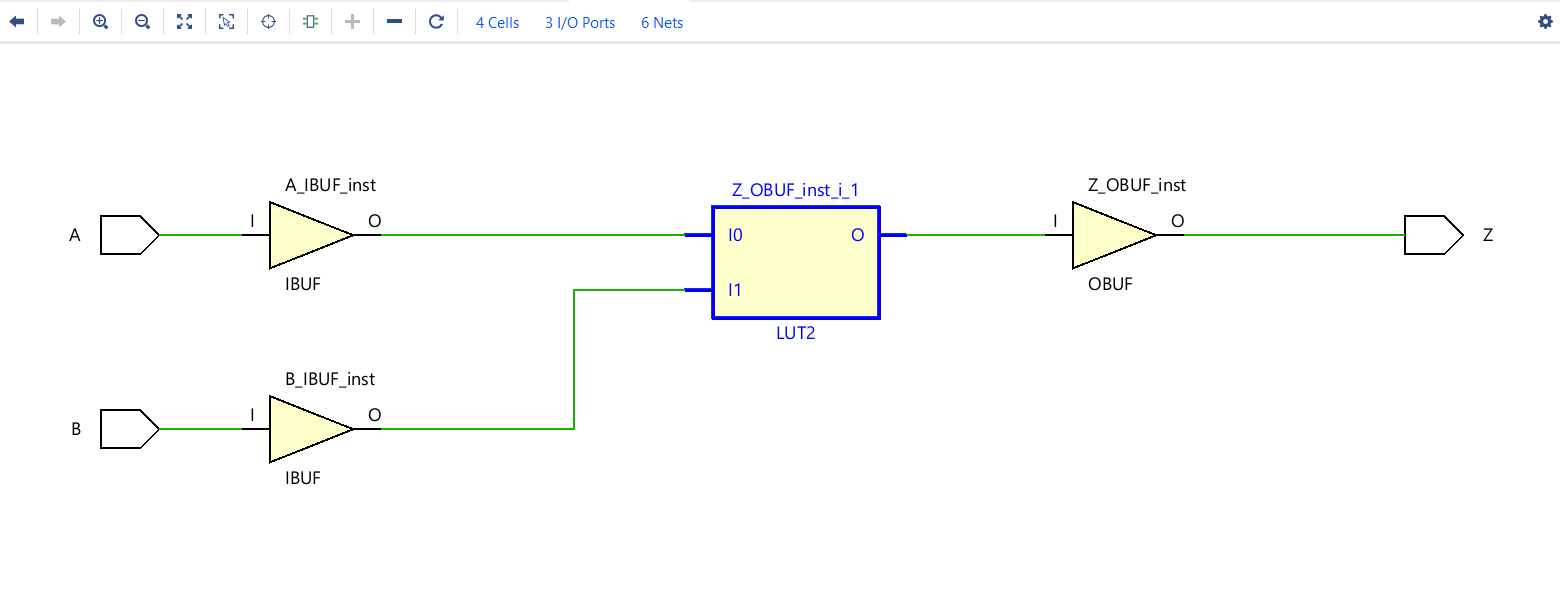 4 Cells 3 I/O Ports 6 Nets
A_IBUF_inst
Z_OBUF_inst_i_1
Z_OBUF_inst
A
I
O
I0
O
I
O
Z
IBUF
I1
OBUF
LUT2
B_IBUF_inst
B
I
O
IBUF